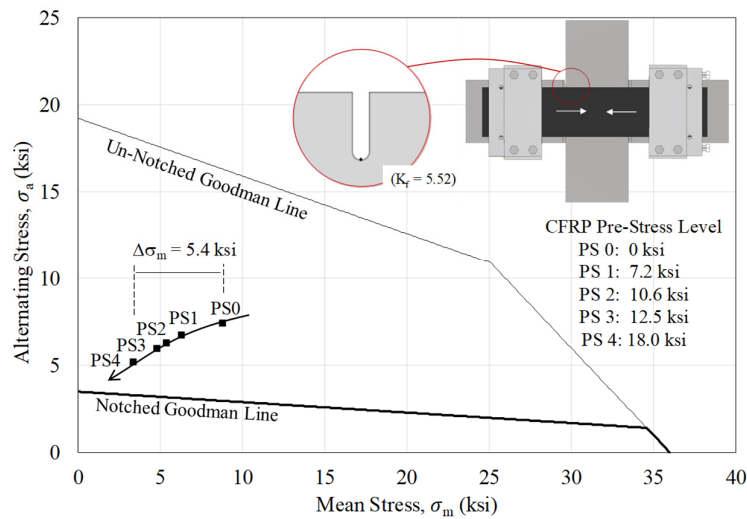 25
20
15
10
5
0
Alternating Stress, σa (ksi)
Un-Notched Goodman Line
(Kf = 5.52)
CFRP Pre-Stress Level
PS 0: 0 ksi
PS 1: 7.2 ksi
PS 2: 10.6 ksi
PS 3: 12.5 ksi
PS 4: 18.0 ksi
Δσm = 5.4 ksi
PS0
PS1
PS2
PS3
PS4
Notched Goodman Line
0 5 10 15 20 25 30 35 40
Mean Stress, σm (ksi)